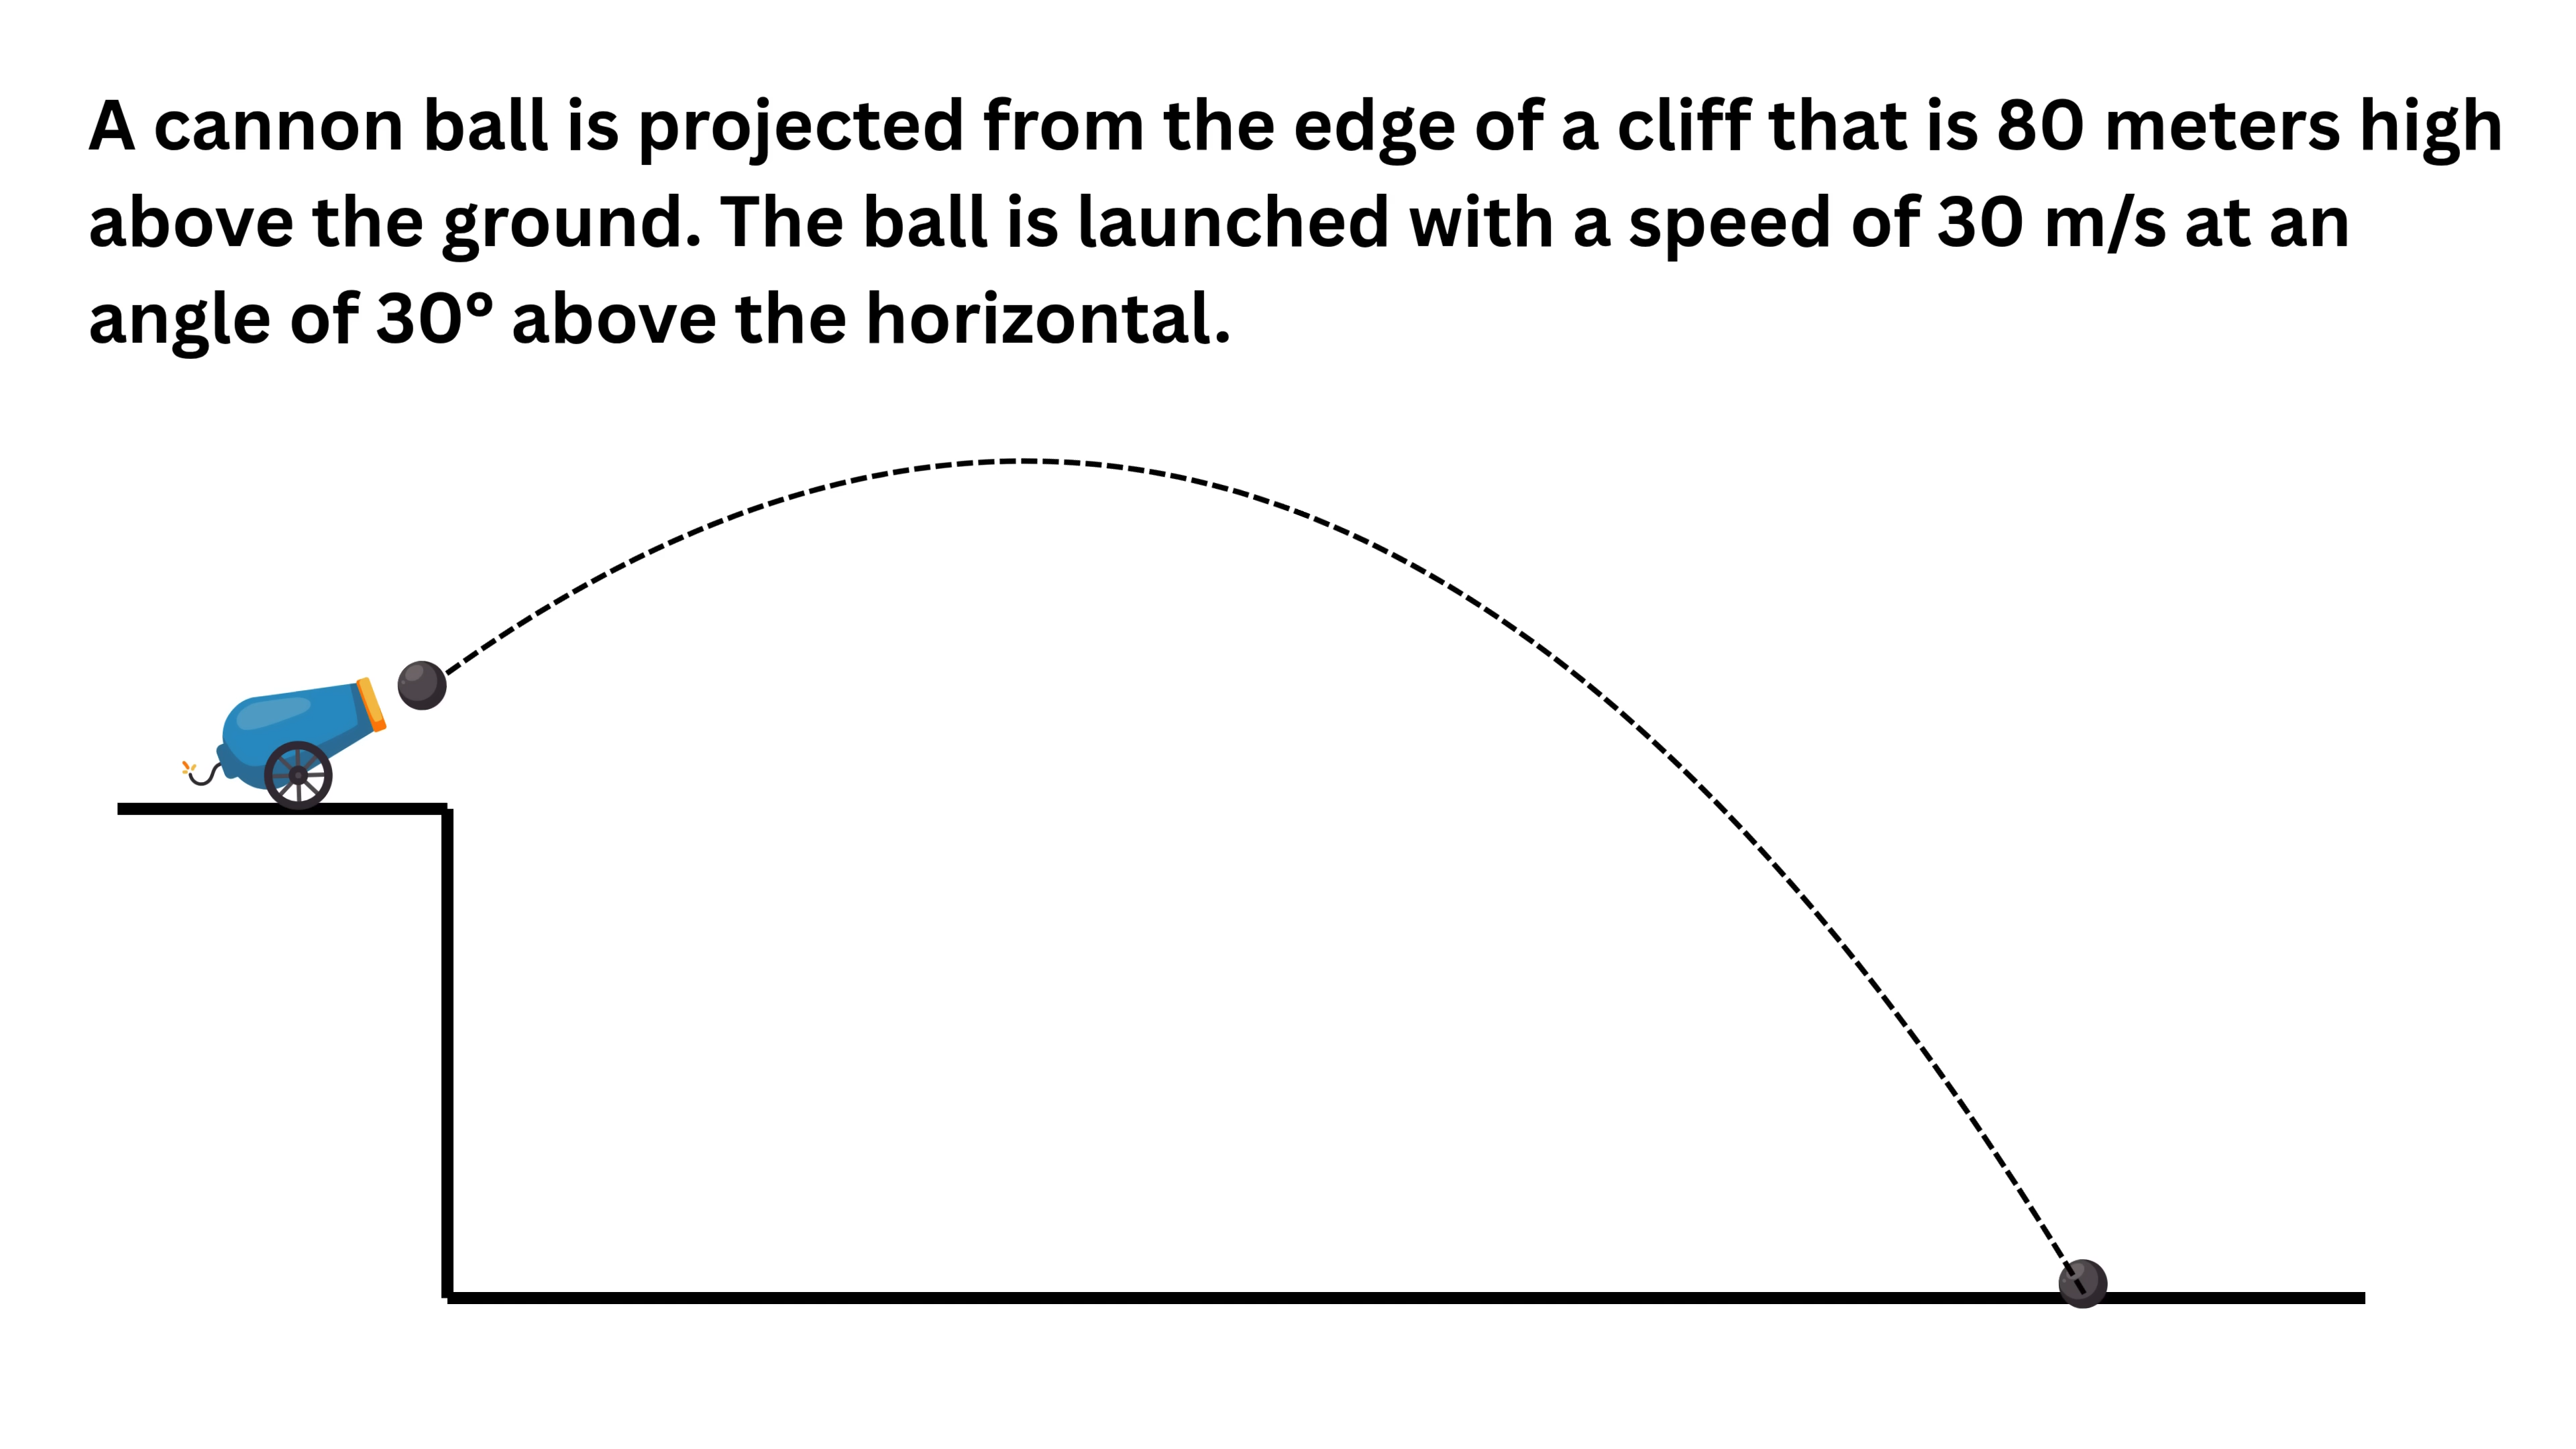 A cannon ball is projected from the edge of a cliff that is 80 meters high
above the ground. The ball is launched with a speed of 30 m/s at an
angle of 30° above the horizontal.